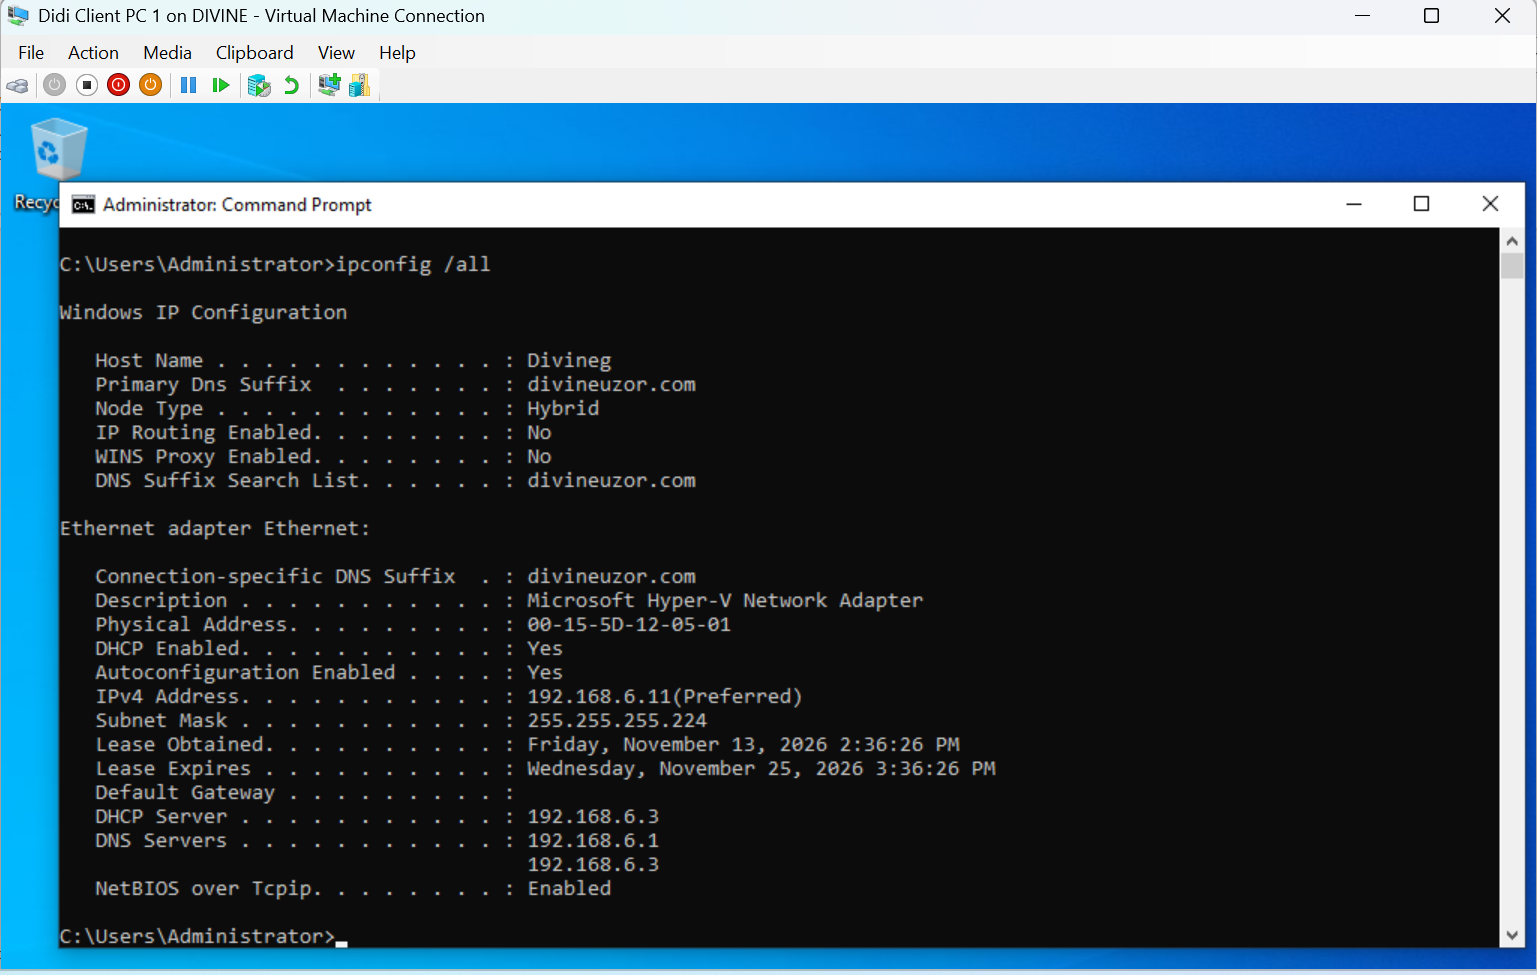 Didi Client PC 1 on DIVINE - Virtual Machine Connection
File Action Media Clipboard View Help
Recyc
Administrator: Command Prompt
C:\Users\Administrator>ipconfig /all
Windows IP Configuration
Host Name . . . . . . . . . . . . : Divineg
Primary Dns Suffix  . . . . . . . : divineuzor.com
Node Type . . . . . . . . . . . . : Hybrid
IP Routing Enabled. . . . . . . . : No
WINS Proxy Enabled. . . . . . . . : No
DNS Suffix Search List. . . . . . : divineuzor.com
Ethernet adapter Ethernet:
Connection-specific DNS Suffix  . : divineuzor.com
Description . . . . . . . . . . . : Microsoft Hyper-V Network Adapter
Physical Address. . . . . . . . . : 00-15-5D-12-05-01
DHCP Enabled. . . . . . . . . . . : Yes
Autoconfiguration Enabled . . . . : Yes
IPv4 Address. . . . . . . . . . . : 192.168.6.11(Preferred)
Subnet Mask . . . . . . . . . . . : 255.255.255.224
Lease Obtained. . . . . . . . . . : Friday, November 13, 2026 2:36:26 PM
Lease Expires . . . . . . . . . . : Wednesday, November 25, 2026 3:36:26 PM
Default Gateway . . . . . . . . . :
DHCP Server . . . . . . . . . . . : 192.168.6.3
DNS Servers . . . . . . . . . . . : 192.168.6.1
192.168.6.3
NetBIOS over Tcpip. . . . . . . . : Enabled
C:\Users\Administrator>